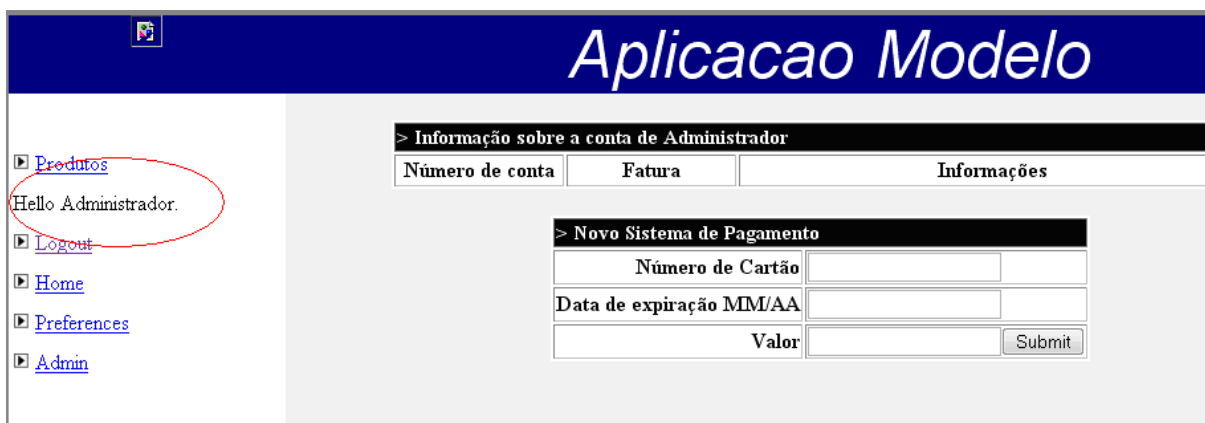 Aplicacao Modelo
Produtos
Hello Administrador.
Logout
Home
Preferences
Admin
> Informação sobre a conta de Administrador
Número de conta Fatura Informações
> Novo Sistema de Pagamento
Número de Cartão
Data de expiração MM/AA
Valor Submit